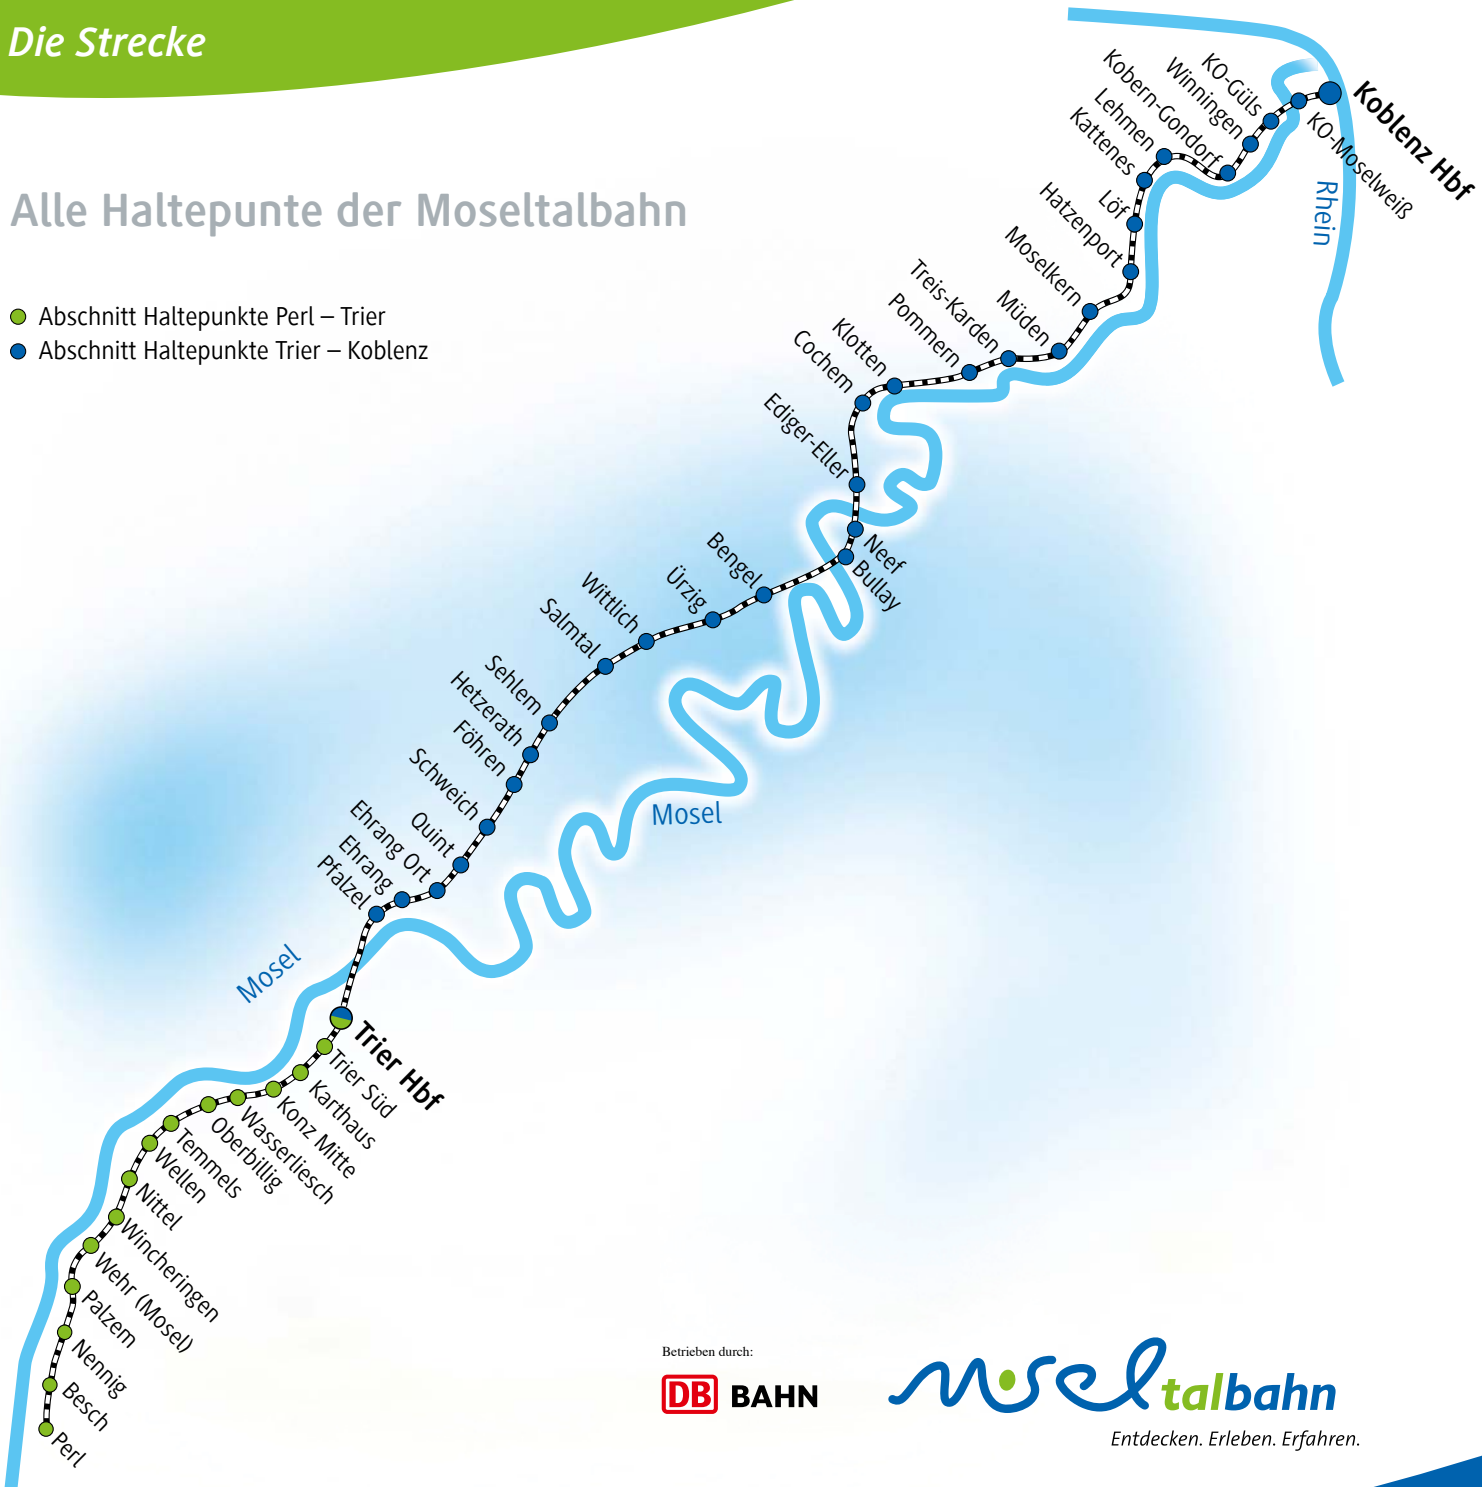 Die Strecke
Alle Haltepunte der Moseltalbahn
Abschnitt Haltepunkte Perl – Trier
Abschnitt Haltepunkte Trier – Koblenz
Koblenz Hbf
KO-Moselweiß
KO-Güls
Winningen
Kobern-Gondorf
Lehmen
Kattenes
Löf
Hatzenport
Moselkern
Müden
Treis-Karden
Pommern
Klotten
Cochem
Ediger-Eller
Neef
Bullay
Bengel
Ürzig
Wittlich
Salmtal
Sehlem
Hetzerath
Föhren
Schweich
Quint
Ehrang Ort
Ehrang
Pfalzel
Trier Hbf
Trier Süd
Karthaus
Konz Mitte
Wasserliesch
Oberbillig
Temmels
Wellen
Nittel
Wincheringen
Wehr (Mosel)
Palzem
Nennig
Besch
Perl
Rhein
Mosel
Mosel
Betrieben durch:
DB BAHN
moseltalbahn
Entdecken. Erleben. Erfahren.